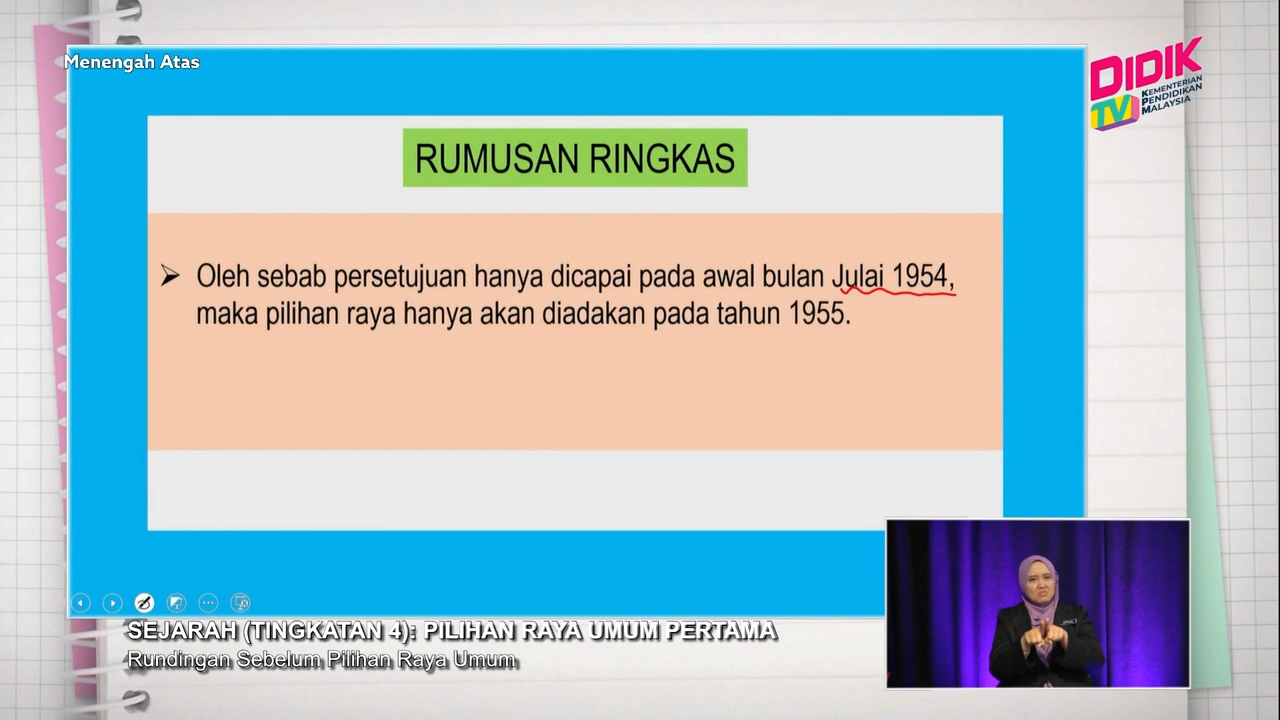 Menengah Atas
DIDIK
TV
KEMENTERIAN
PENDIDIKAN
MALAYSIA
RUMUSAN RINGKAS
Oleh sebab persetujuan hanya dicapai pada awal bulan Julai 1954,
maka pilihan raya hanya akan diadakan pada tahun 1955.
SEJARAH (TINGKATAN 4): PILIHAN RAYA UMUM PERTAMA
Rundingan Sebelum Pilihan Raya Umum